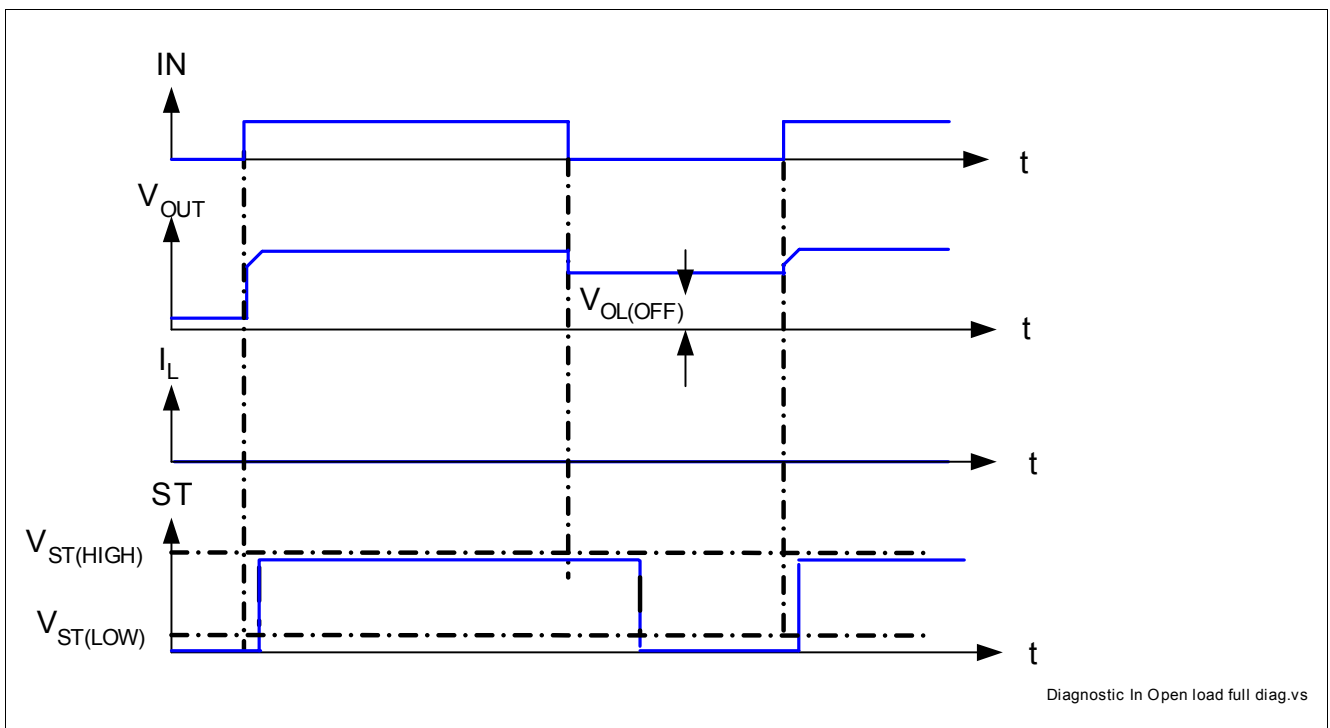 IN
t
VOUT
VOL(OFF)
t
IL
t
ST
VST(HIGH)
VST(LOW)
t
Diagnostic In Open load full diag.vs